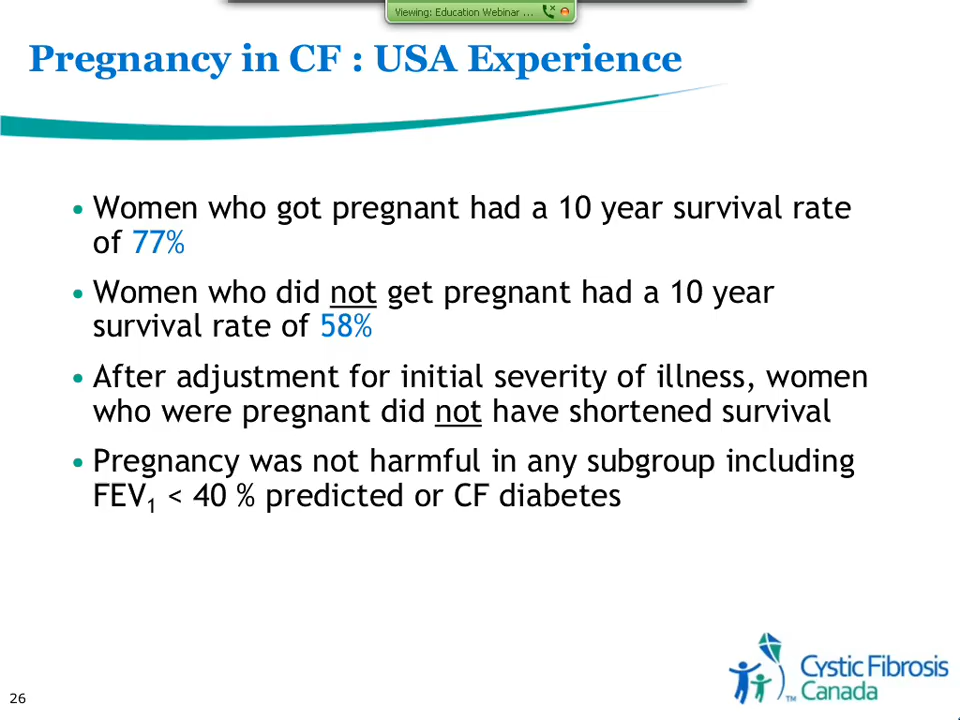 Viewing: Education Webinar ...
Pregnancy in CF : USA Experience
• Women who got pregnant had a 10 year survival rate
of 77%
• Women who did not get pregnant had a 10 year
survival rate of 58%
• After adjustment for initial severity of illness, women
who were pregnant did not have shortened survival
• Pregnancy was not harmful in any subgroup including
FEV₁ < 40 % predicted or CF diabetes
Cystic Fibrosis
™ Canada
26